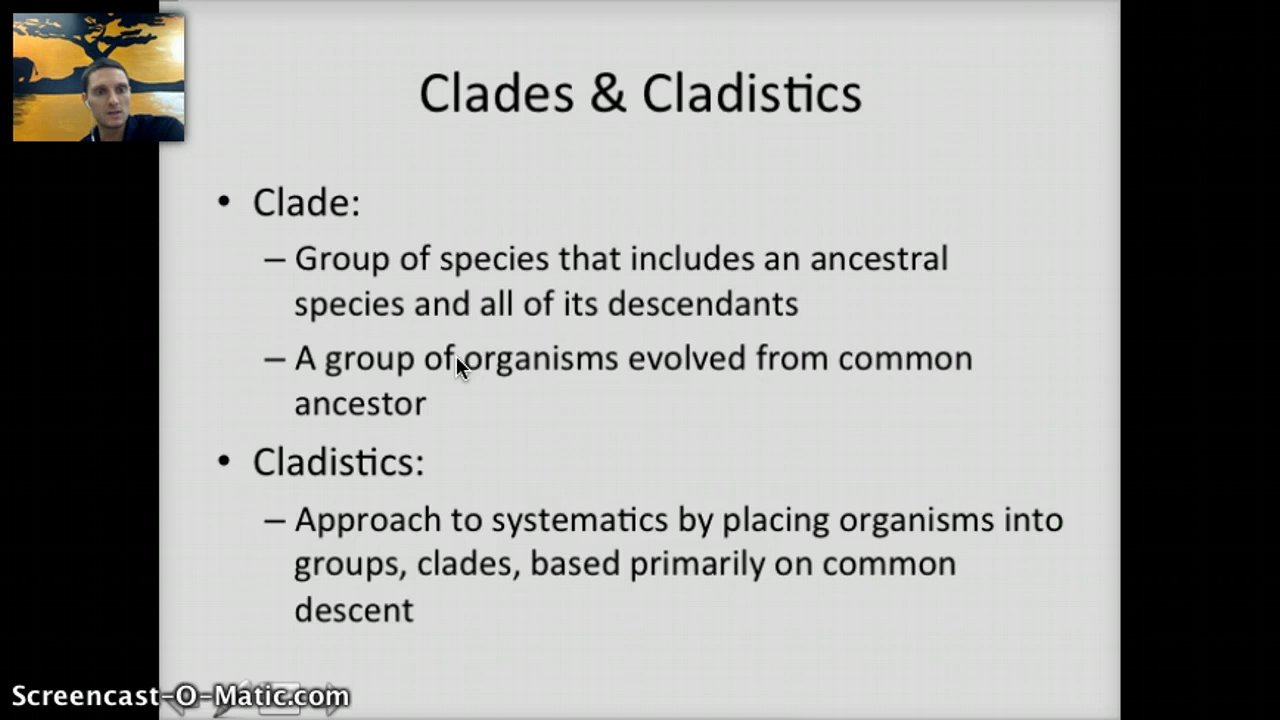 Clades & Cladistics
• Clade:
– Group of species that includes an ancestral
species and all of its descendants
– A group of organisms evolved from common
ancestor
• Cladistics:
– Approach to systematics by placing organisms into
groups, clades, based primarily on common
descent
Screencast-O-Matic.com